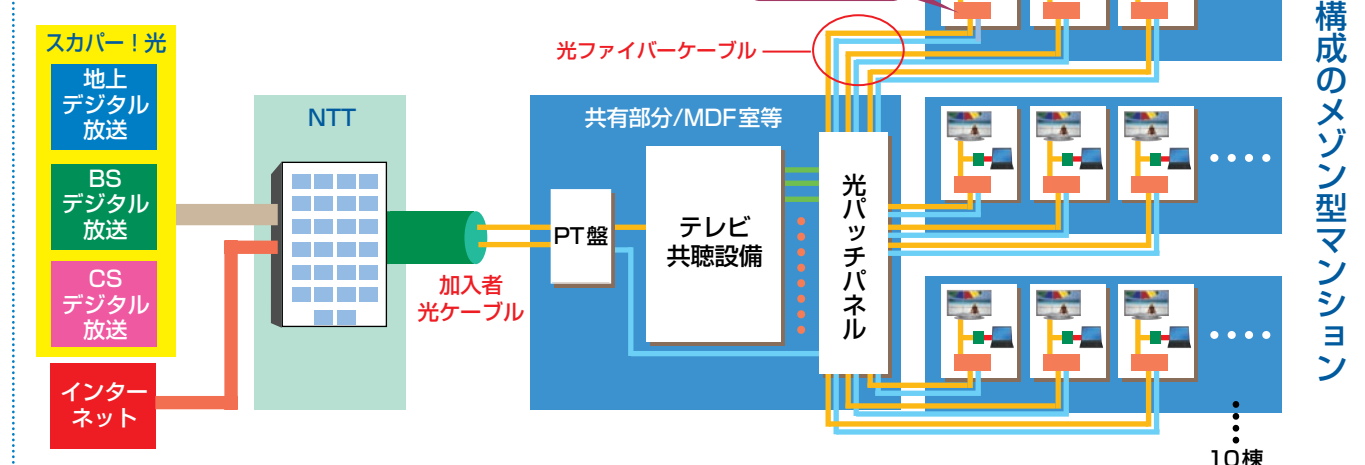 スカパー！光
地上
デジタル
放送
BS
デジタル
放送
CS
デジタル
放送
インター
ネット
NTT
加入者
光ケーブル
光ファイバーケーブル
共有部分/MDF室等
PT盤
テレビ
共聴設備
光パッチパネル
10棟
構成のメゾン型マンション